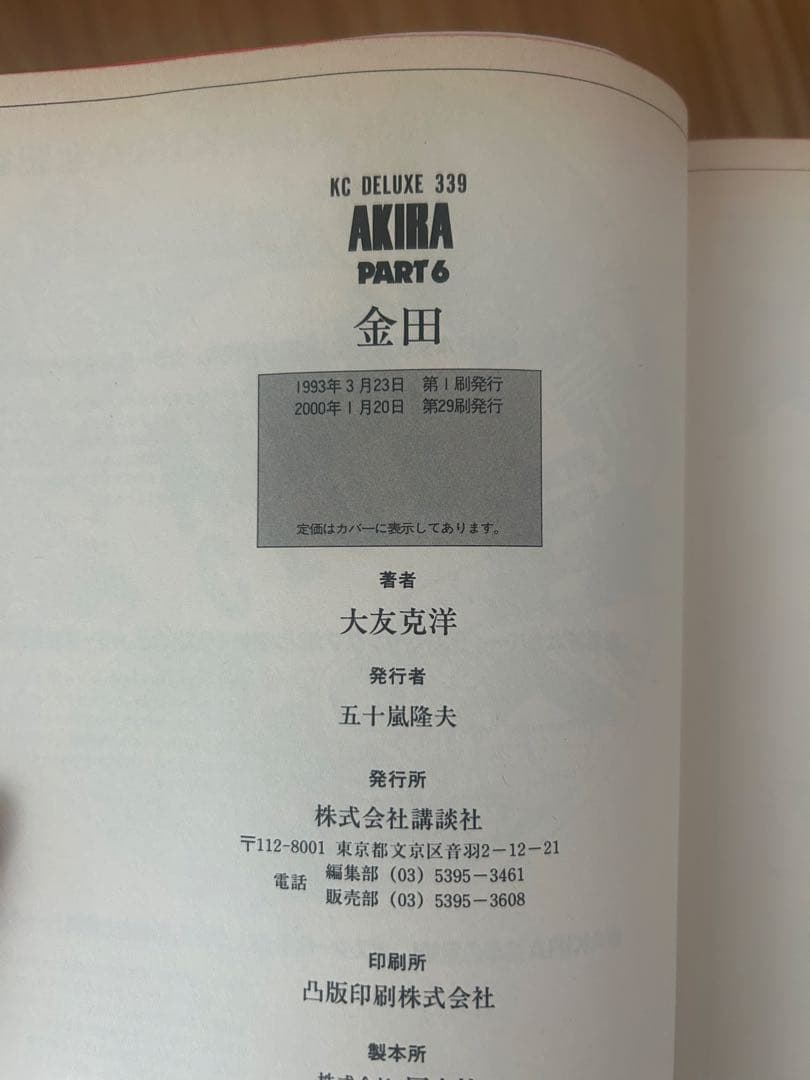 KC DELUXE 339
AKIRA
PART6
金田
1993年3月23日　第1刷発行
2000年1月20日　第29刷発行
定価はカバーに表示してあります。
著者
大友克洋
発行者
五十嵐隆夫
発行所
株式会社講談社
〒112-8001 東京都文京区音羽2−12−21
電話 編集部 (03) 5395−3461
販売部 (03) 5395−3608
印刷所
凸版印刷株式会社
製本所